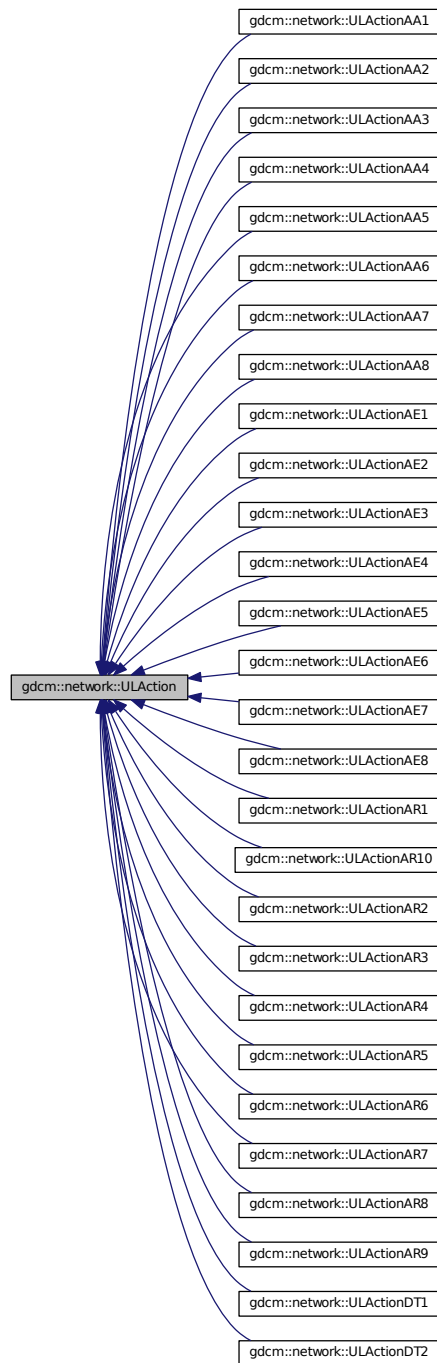 gdcm::network::ULActionAA1
gdcm::network::ULActionAA2
gdcm::network::ULActionAA3
gdcm::network::ULActionAA4
gdcm::network::ULActionAA5
gdcm::network::ULActionAA6
gdcm::network::ULActionAA7
gdcm::network::ULActionAA8
gdcm::network::ULActionAE1
gdcm::network::ULActionAE2
gdcm::network::ULActionAE3
gdcm::network::ULActionAE4
gdcm::network::ULActionAE5
gdcm::network::ULActionAE6
gdcm::network::ULAction
gdcm::network::ULActionAE7
gdcm::network::ULActionAE8
gdcm::network::ULActionAR1
gdcm::network::ULActionAR10
gdcm::network::ULActionAR2
gdcm::network::ULActionAR3
gdcm::network::ULActionAR4
gdcm::network::ULActionAR5
gdcm::network::ULActionAR6
gdcm::network::ULActionAR7
gdcm::network::ULActionAR8
gdcm::network::ULActionAR9
gdcm::network::ULActionDT1
gdcm::network::ULActionDT2